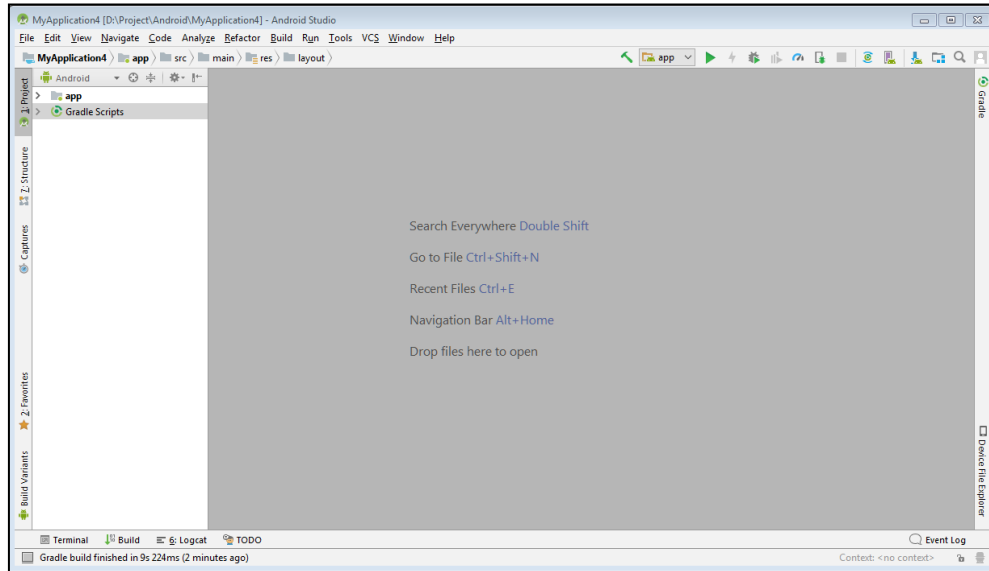 MyApplication4 [D:\Project\Android\MyApplication4] - Android Studio
File Edit View Navigate Code Analyze Refactor Build Run Tools VCS Window Help
MyApplication4 app src main res layout
app
1: Project
Android
app
Gradle Scripts
Gradle
Z: Structure
Captures
Search Everywhere Double Shift
Go to File Ctrl+Shift+N
Recent Files Ctrl+E
Navigation Bar Alt+Home
Drop files here to open
2: Favorites
Build Variants
Device File Explorer
Terminal Build 6: Logcat TODO
Event Log
Gradle build finished in 9s 224ms (2 minutes ago)
Context: <no context>